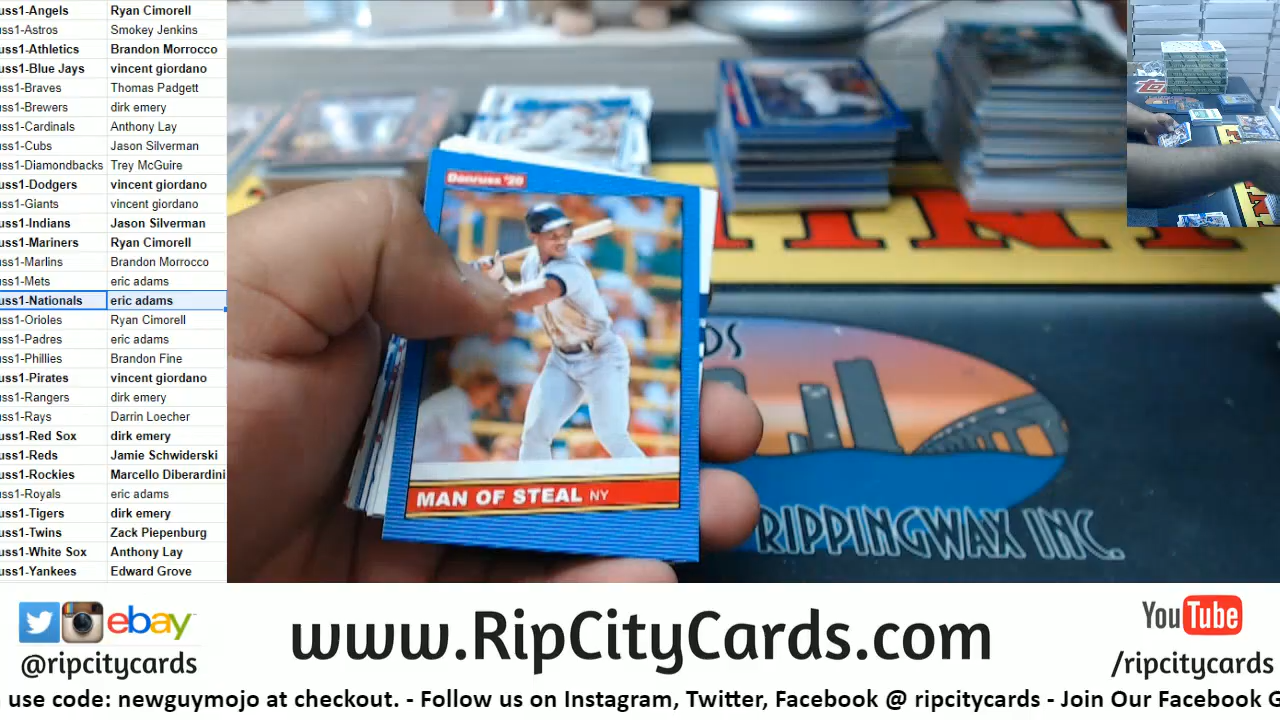 uss1-Angels Ryan Cimorell
uss1-Astros Smokey Jenkins
uss1-Athletics Brandon Morrocco
uss1-Blue Jays vincent giordano
uss1-Braves Thomas Padgett
uss1-Brewers dirk emery
uss1-Cardinals Anthony Lay
uss1-Cubs Jason Silverman
uss1-Diamondbacks Trey McGuire
uss1-Dodgers vincent giordano
uss1-Giants vincent giordano
uss1-Indians Jason Silverman
uss1-Mariners Ryan Cimorell
uss1-Marlins Brandon Morrocco
uss1-Mets eric adams
uss1-Nationals eric adams
uss1-Orioles Ryan Cimorell
uss1-Padres eric adams
uss1-Phillies Brandon Fine
uss1-Pirates vincent giordano
uss1-Rangers dirk emery
uss1-Rays Darrin Loecher
uss1-Red Sox dirk emery
uss1-Reds Jamie Schwiderski
uss1-Rockies Marcello Diberardini
uss1-Royals eric adams
uss1-Tigers dirk emery
uss1-Twins Zack Piepenburg
uss1-White Sox Anthony Lay
uss1-Yankees Edward Grove
Donruss '20
MAN OF STEAL NY
RIPPINGWAX INC.
ebay
@ripcitycards
www.RipCityCards.com
YouTube
/ripcitycards
use code: newguymojo at checkout. - Follow us on Instagram, Twitter, Facebook @ ripcitycards - Join Our Facebook G